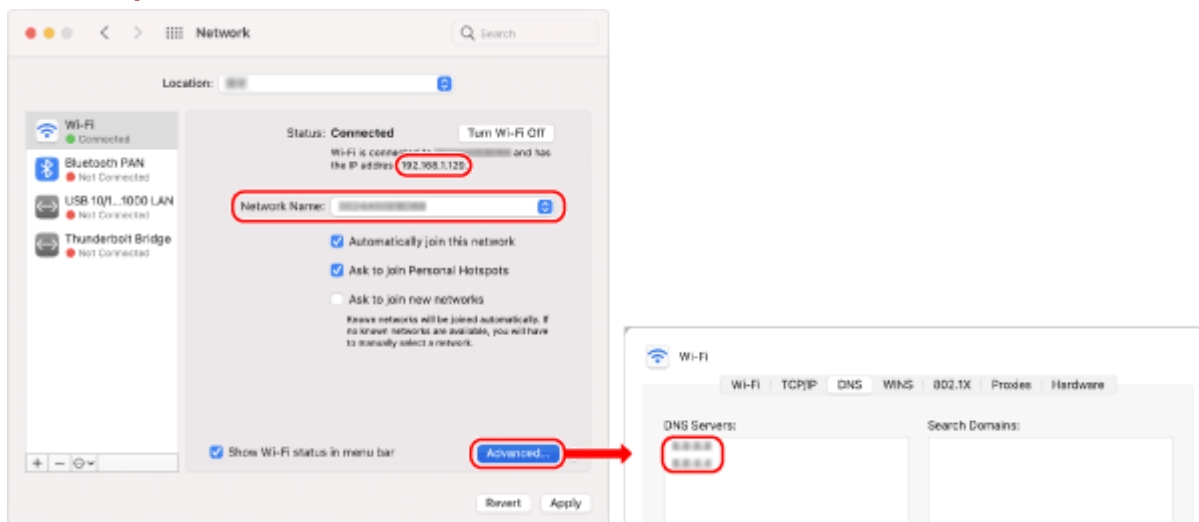 Network
Search
Location:
Wi-Fi
Connected
Bluetooth PAN
Not Connected
USB 10/1...1000 LAN
Not Connected
Thunderbolt Bridge
Not Connected
Status: Connected
Turn Wi-Fi Off
Wi-Fi is connected to and has
the IP address 192.168.1.120.
Network Name:
Automatically join this network
Ask to join Personal Hotspots
Ask to join new networks
Known networks will be joined automatically. If
no known networks are available, you will have
to manually select a network.
Show Wi-Fi status in menu bar
Advanced...
Revert
Apply
Wi-Fi
Wi-Fi TCP/IP DNS WINS 802.1X Proxies Hardware
DNS Servers:
Search Domains: